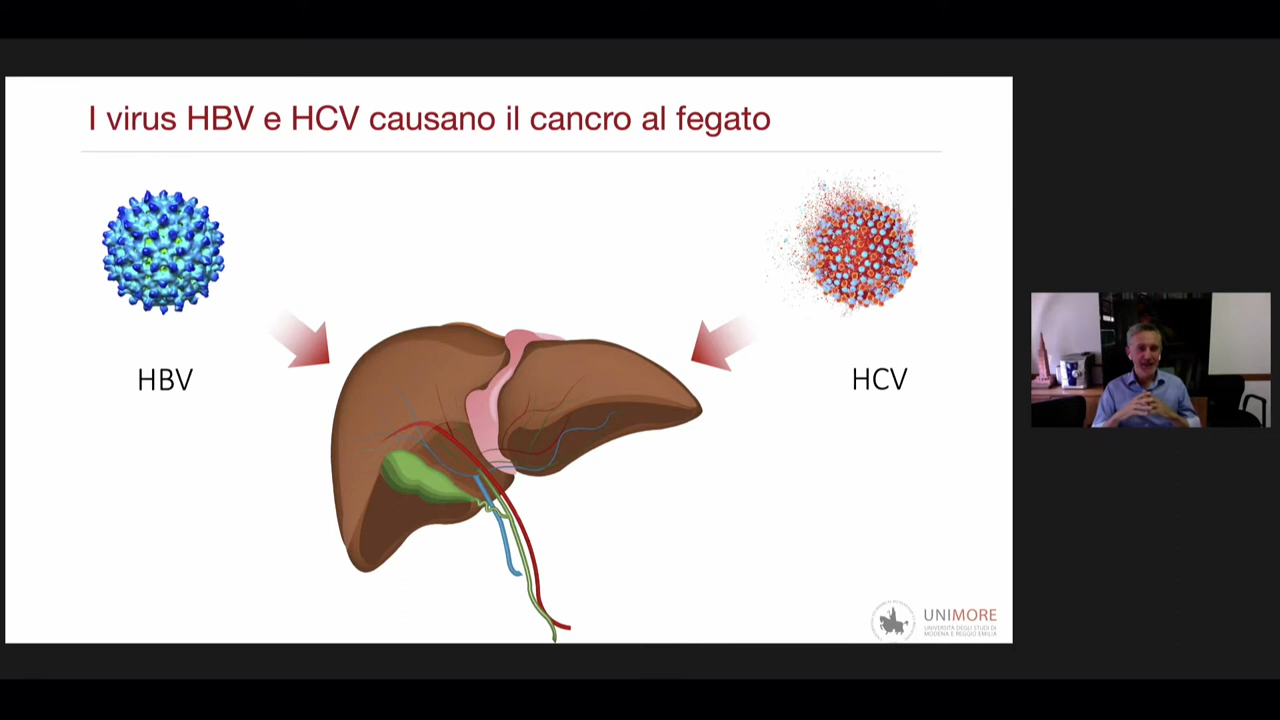 I virus HBV e HCV causano il cancro al fegato
HBV
HCV
UNIMORE
UNIVERSITÀ DEGLI STUDI DI
MODENA E REGGIO EMILIA